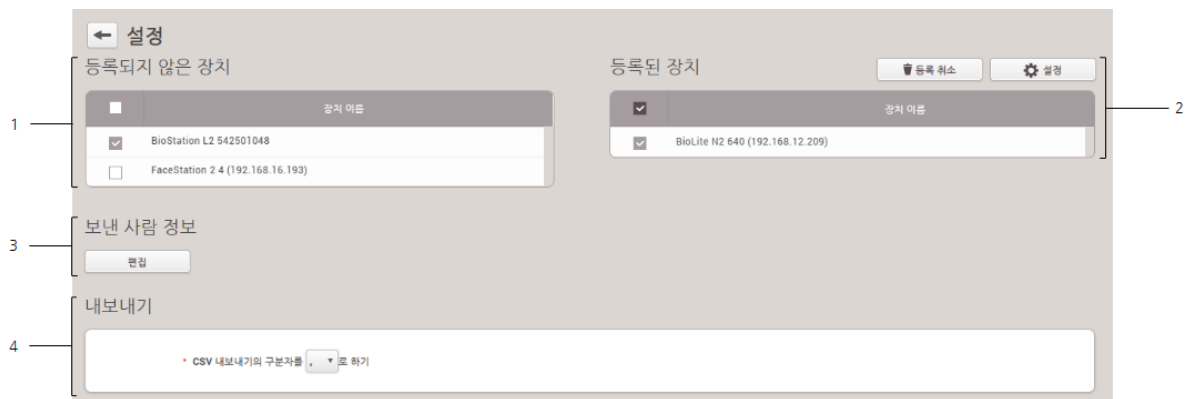 설정
등록되지 않은 장치
등록된 장치
등록 취소
설정
장치 이름
장치 이름
1
2
BioStation L2 542501048
BioLite N2 640 (192.168.12.209)
FaceStation 2 4 (192.168.16.193)
보낸 사람 정보
3
편집
내보내기
4
* CSV 내보내기의 구분자를 , ▼ 로 하기